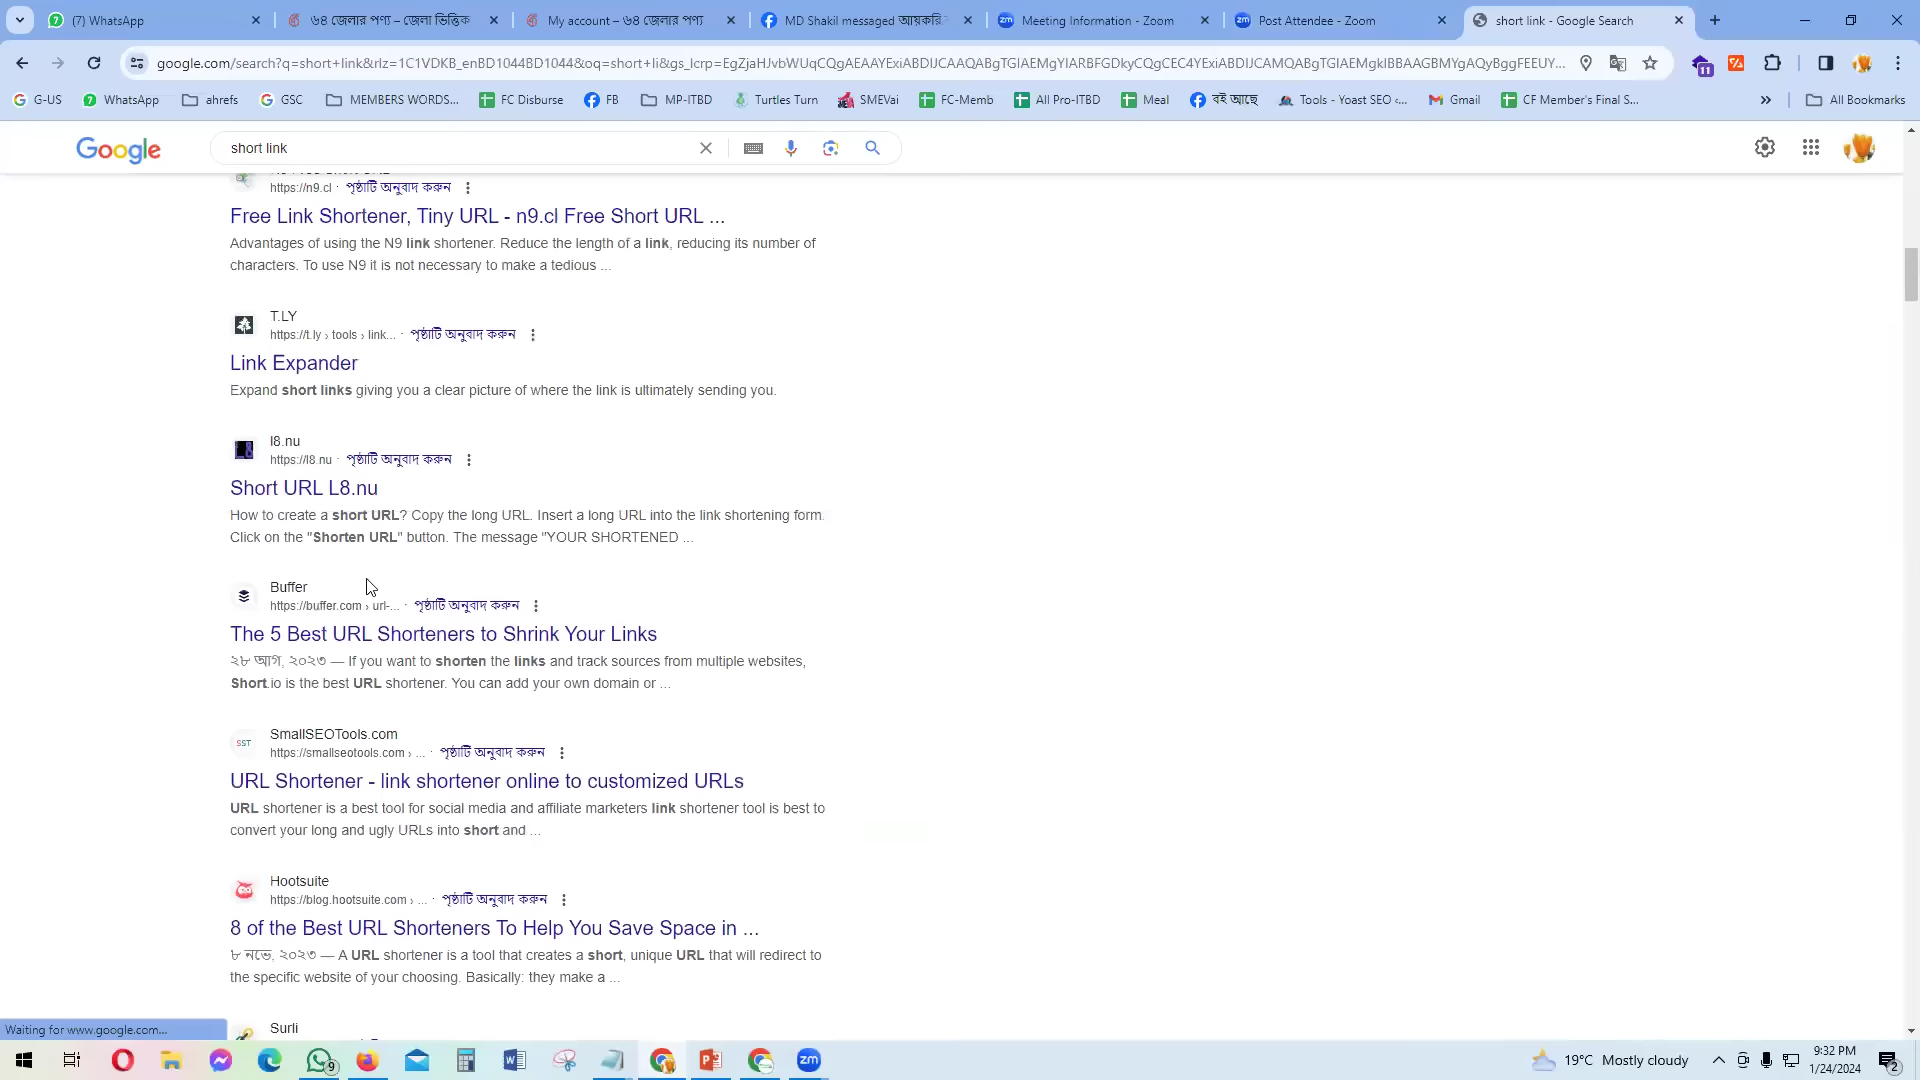 (7) WhatsApp
৬৪ জেলার পণ্য – জেলা ভিত্তিক
My account – ৬৪ জেলার পণ্য
MD Shakil messaged আয়করি
Meeting Information - Zoom
Post Attendee - Zoom
short link - Google Search
google.com/search?q=short+link&rlz=1C1VDKB_enBD1044BD1044&oq=short+li&gs_lcrp=EgZjaHJvbWUqCQgAEAAYExiABDIJCAAQABgTGIAEMgYIARBFGDkyCQgCEC4YExiABDIJCAMQABgTGIAEMgkIBBAAGBMYgAQyBggFEEUY...
G-US
WhatsApp
ahrefs
GSC
MEMBERS WORDS...
FC Disburse
FB
MP-ITBD
Turtles Turn
SMEVai
FC-Memb
All Pro-ITBD
Meal
বই আছে
Tools - Yoast SEO ‹...
Gmail
CF Member's Final S...
All Bookmarks
Google
short link
https://n9.cl · পৃষ্ঠাটি অনুবাদ করুন
Free Link Shortener, Tiny URL - n9.cl Free Short URL ...
Advantages of using the N9 link shortener. Reduce the length of a link, reducing its number of
characters. To use N9 it is not necessary to make a tedious ...
T.LY
https://t.ly › tools › link... · পৃষ্ঠাটি অনুবাদ করুন
Link Expander
Expand short links giving you a clear picture of where the link is ultimately sending you.
l8.nu
https://l8.nu · পৃষ্ঠাটি অনুবাদ করুন
Short URL L8.nu
How to create a short URL? Copy the long URL. Insert a long URL into the link shortening form.
Click on the "Shorten URL" button. The message "YOUR SHORTENED ...
Buffer
https://buffer.com › url-... · পৃষ্ঠাটি অনুবাদ করুন
The 5 Best URL Shorteners to Shrink Your Links
২৮ আগ, ২০২৩ — If you want to shorten the links and track sources from multiple websites,
Short.io is the best URL shortener. You can add your own domain or ...
SmallSEOTools.com
https://smallseotools.com › ... · পৃষ্ঠাটি অনুবাদ করুন
URL Shortener - link shortener online to customized URLs
URL shortener is a best tool for social media and affiliate marketers link shortener tool is best to
convert your long and ugly URLs into short and ...
Hootsuite
https://blog.hootsuite.com › ... · পৃষ্ঠাটি অনুবাদ করুন
8 of the Best URL Shorteners To Help You Save Space in ...
৮ নভে, ২০২৩ — A URL shortener is a tool that creates a short, unique URL that will redirect to
the specific website of your choosing. Basically: they make a ...
Surli
Waiting for www.google.com...
19°C Mostly cloudy
9:32 PM
1/24/2024